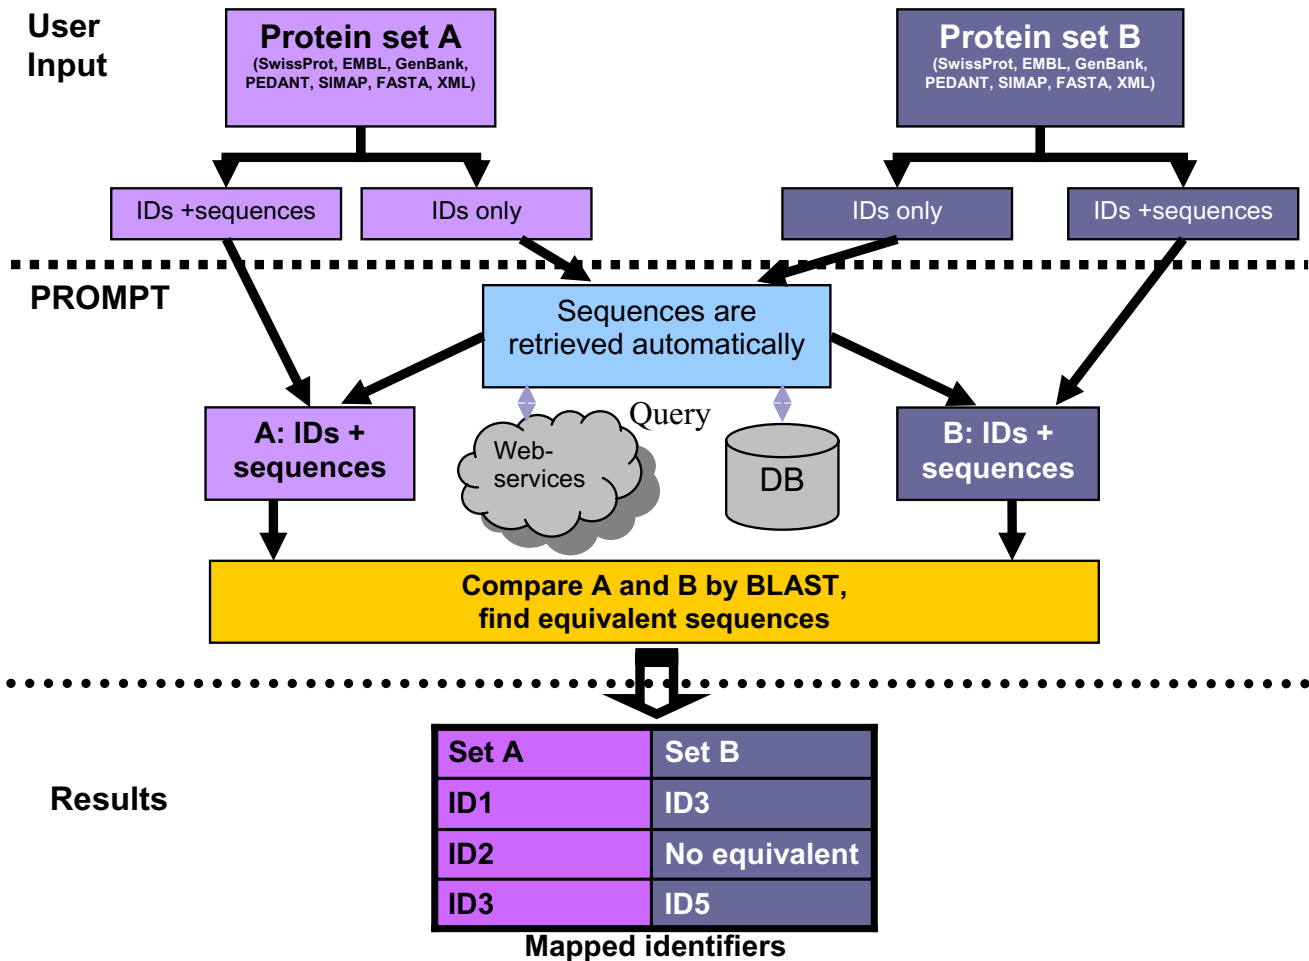 User
Input
Protein set A
(SwissProt, EMBL, GenBank,
PEDANT, SIMAP, FASTA, XML)
Protein set B
(SwissProt, EMBL, GenBank,
PEDANT, SIMAP, FASTA, XML)
IDs +sequences
IDs only
IDs only
IDs +sequences
PROMPT
Sequences are
retrieved automatically
Query
A: IDs +
sequences
Web-
services
DB
B: IDs +
sequences
Compare A and B by BLAST,
find equivalent sequences
Results
Set A
Set B
ID1
ID3
ID2
No equivalent
ID3
ID5
Mapped identifiers